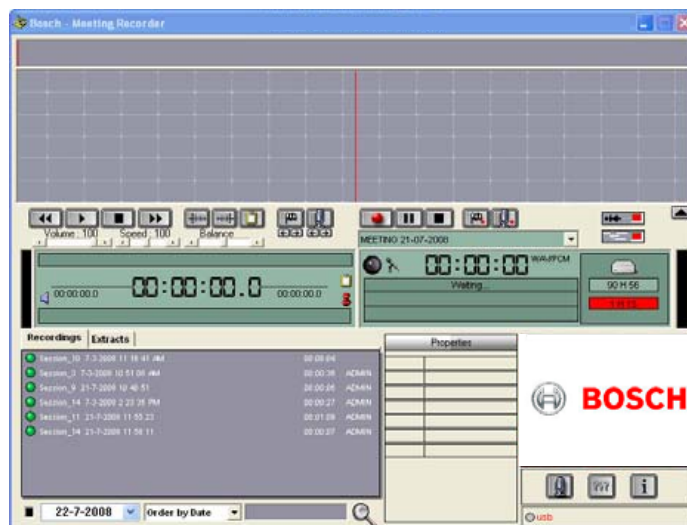 Bosch - Meeting Recorder
Volume : 100 Speed : 100 Balance
MEETING 21-07-2008
00:00:00.0 00:00:00.0 00:00:00.0
00:00:00 WAV/PCM
Waiting...
90 H 56
Recordings Extracts
Properties
Session_10 7-3-2008 11 18 41 AM 00:00:04
Session_3 7-3-2008 10 51 08 AM 00:00:36 ADMIN
Session_9 21-7-2008 10 40 51 00:00:05 ADMIN
Session_14 7-3-2008 2 23 26 PM 00:00:27 ADMIN
Session_11 21-7-2008 11 55 23 00:01:09 ADMIN
Session_14 21-7-2008 11 58 11 00:00:07 ADMIN
BOSCH
22-7-2008 Order by Date
???
i
usb